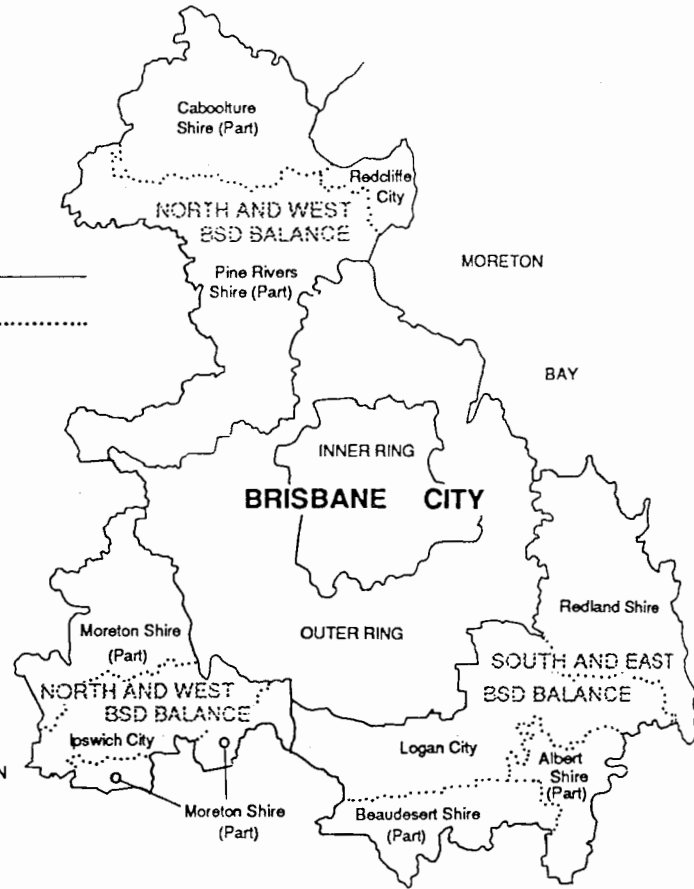 Caboolture
Shire (Part)
Redcliffe
City
NORTH AND WEST
BSD BALANCE
Pine Rivers
Shire (Part)
MORETON
BAY
INNER RING
BRISBANE CITY
OUTER RING
Redland Shire
Moreton Shire
(Part)
SOUTH AND EAST
BSD BALANCE
NORTH AND WEST
BSD BALANCE
Ipswich City
Logan City
Albert
Shire
(Part)
N
Moreton Shire
(Part)
Beaudesert Shire
(Part)